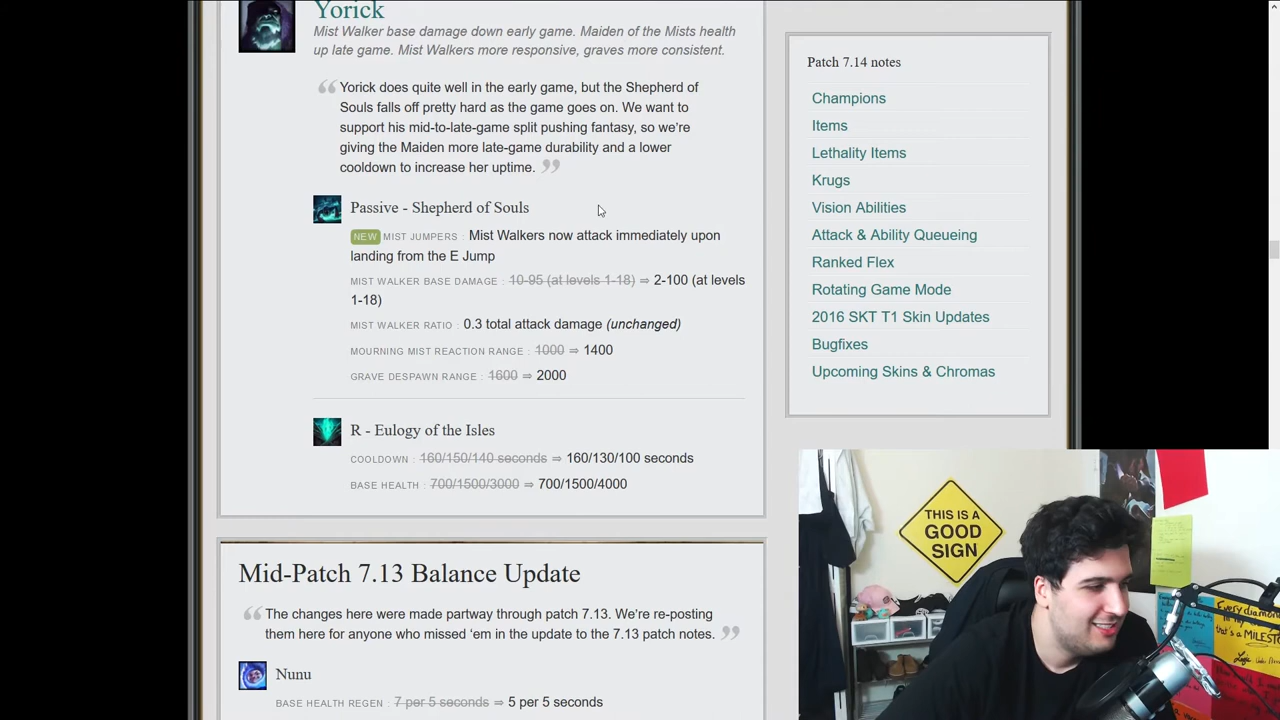 Yorick
Mist Walker base damage down early game. Maiden of the Mists health
up late game. Mist Walkers more responsive, graves more consistent.
“ Yorick does quite well in the early game, but the Shepherd of
Souls falls off pretty hard as the game goes on. We want to
support his mid-to-late-game split pushing fantasy, so we’re
giving the Maiden more late-game durability and a lower
cooldown to increase her uptime. ”
Passive - Shepherd of Souls
NEW MIST JUMPERS : Mist Walkers now attack immediately upon
landing from the E Jump
MIST WALKER BASE DAMAGE : 10-95 (at levels 1-18) ⇒ 2-100 (at levels
1-18)
MIST WALKER RATIO : 0.3 total attack damage (unchanged)
MOURNING MIST REACTION RANGE : 1000 ⇒ 1400
GRAVE DESPAWN RANGE : 1600 ⇒ 2000
R - Eulogy of the Isles
COOLDOWN : 160/150/140 seconds ⇒ 160/130/100 seconds
BASE HEALTH : 700/1500/3000 ⇒ 700/1500/4000
Mid-Patch 7.13 Balance Update
“ The changes here were made partway through patch 7.13. We’re re-posting
them here for anyone who missed ‘em in the update to the 7.13 patch notes. ”
Nunu
BASE HEALTH REGEN : 7 per 5 seconds ⇒ 5 per 5 seconds
Patch 7.14 notes
Champions
Items
Lethality Items
Krugs
Vision Abilities
Attack & Ability Queueing
Ranked Flex
Rotating Game Mode
2016 SKT T1 Skin Updates
Bugfixes
Upcoming Skins & Chromas
THIS IS A
GOOD
SIGN
Every diamond
that's a MILESTO
Logic